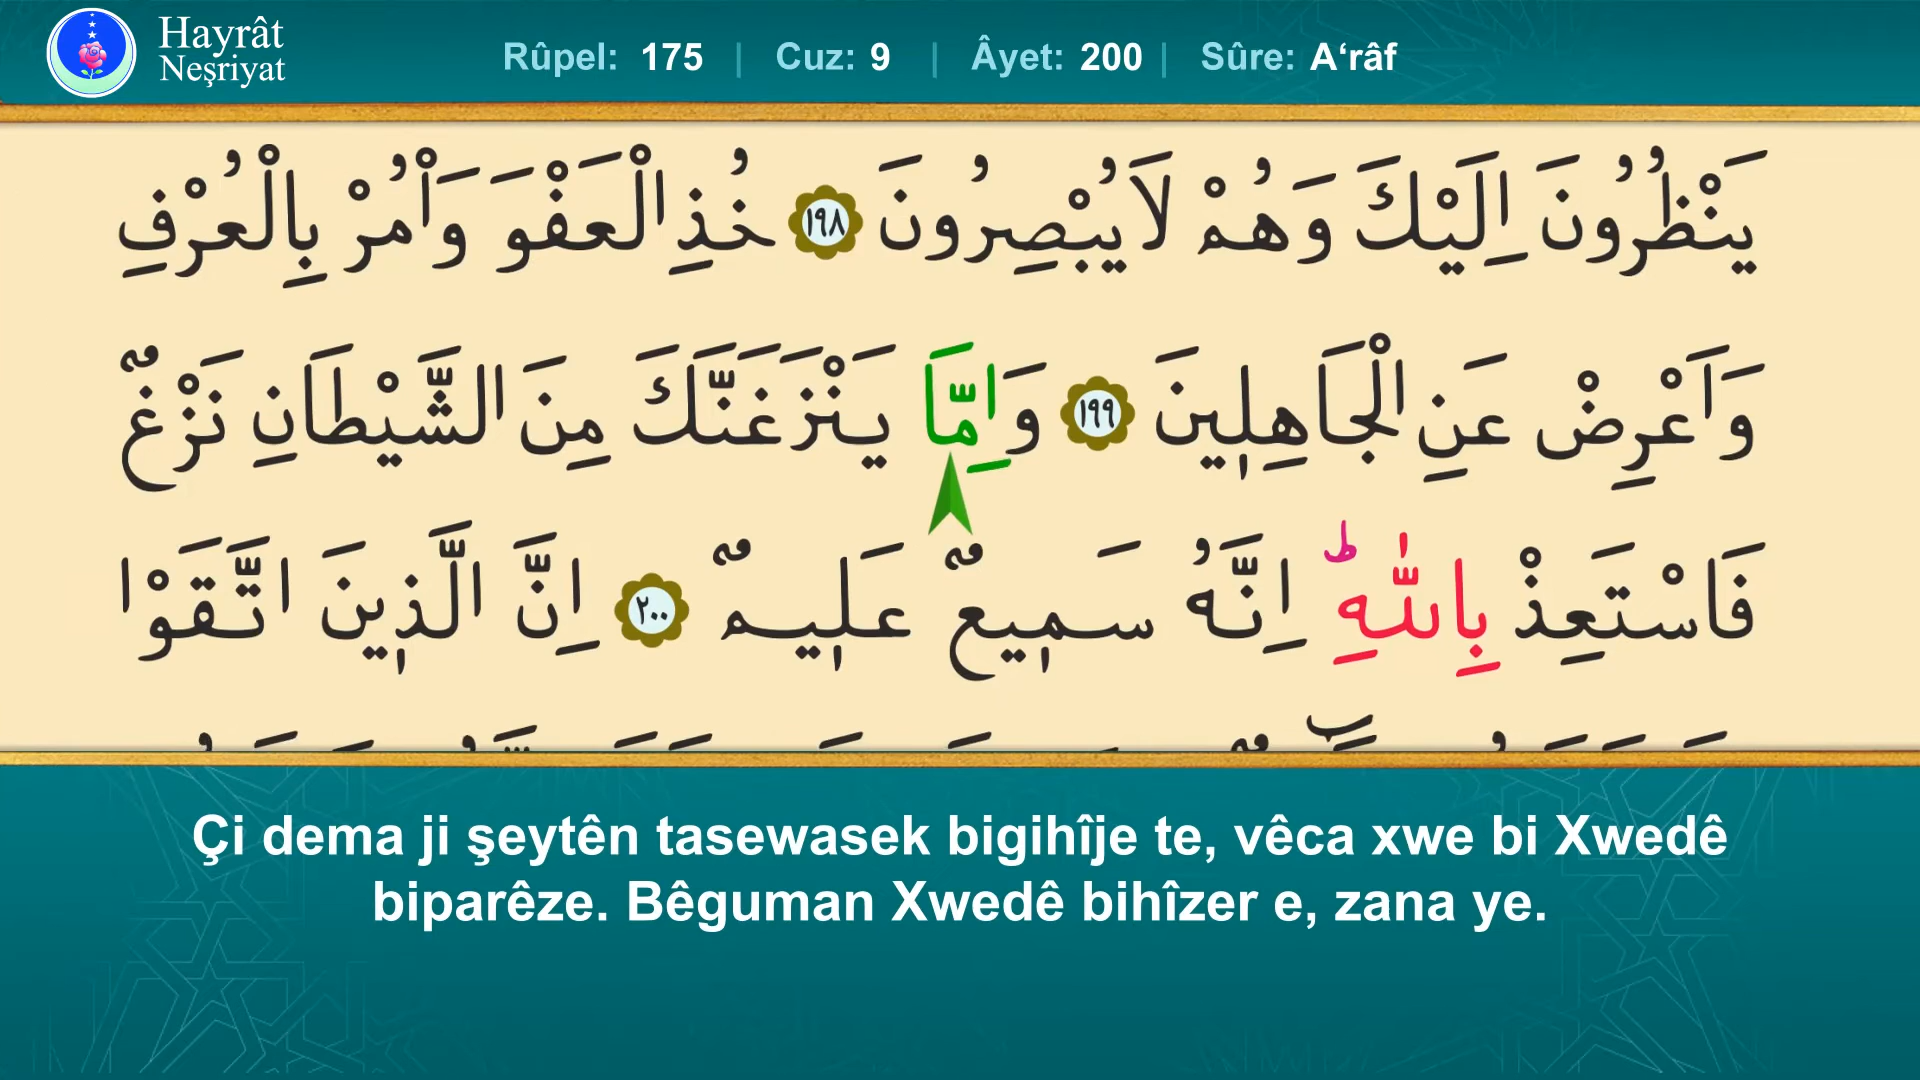 Hayrât
Neşriyat
Rûpel: 175 | Cuz: 9 | Âyet: 200 | Sûre: A‘râf
يَنْظُرُونَ اِلَيْكَ وَهُمْ لَا يُبْصِرُونَ ١٩٨ خُذِ الْعَفْوَ وَاْمُرْ بِالْعُرْفِ
وَاَعْرِضْ عَنِ الْجَاهِلٖينَ ١٩٩ وَاِمَّا يَنْزَغَنَّكَ مِنَ الشَّيْطَانِ نَزْغٌ
فَاسْتَعِذْ بِاللّٰهِ ط اِنَّهُ سَمٖيعٌ عَلٖيمٌ ٢٠٠ اِنَّ الَّذٖينَ اتَّقَوْا
Çi dema ji şeytên tasewasek bigihîje te, vêca xwe bi Xwedê
biparêze. Bêguman Xwedê bihîzer e, zana ye.